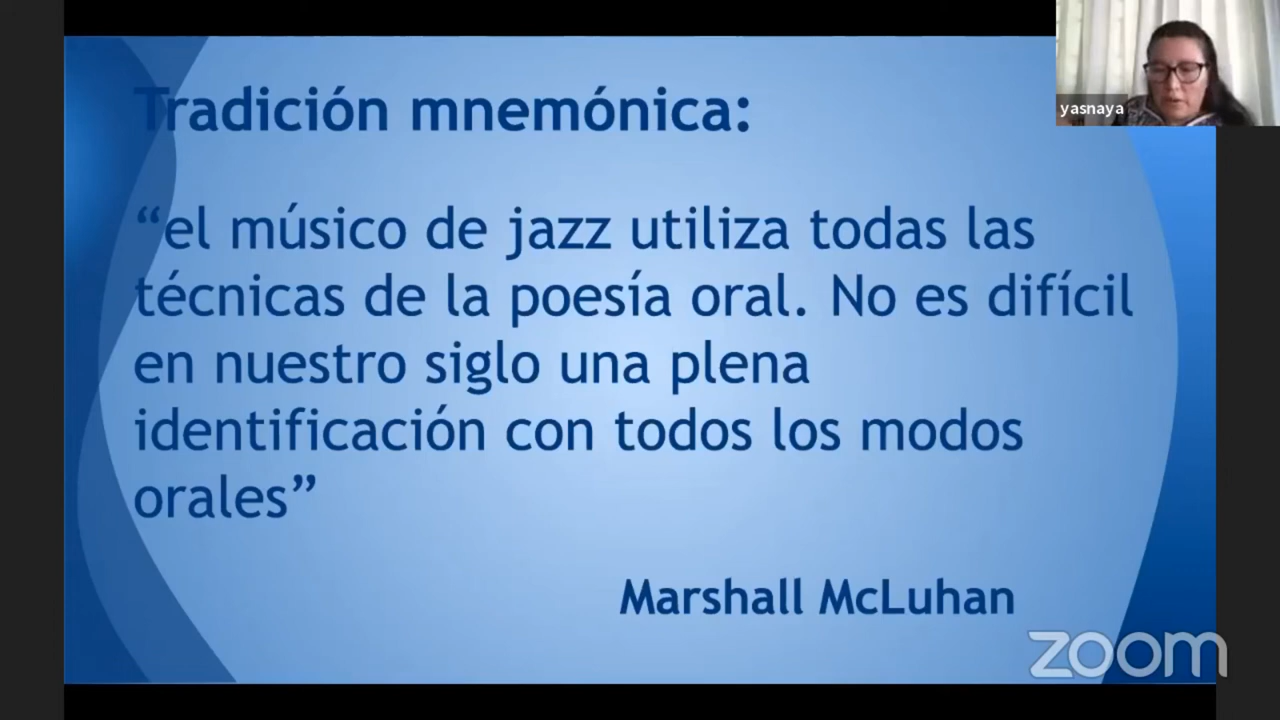 Tradición mnemónica:
yasnaya
“el músico de jazz utiliza todas las
técnicas de la poesía oral. No es difícil
en nuestro siglo una plena
identificación con todos los modos
orales”
Marshall McLuhan
zoom